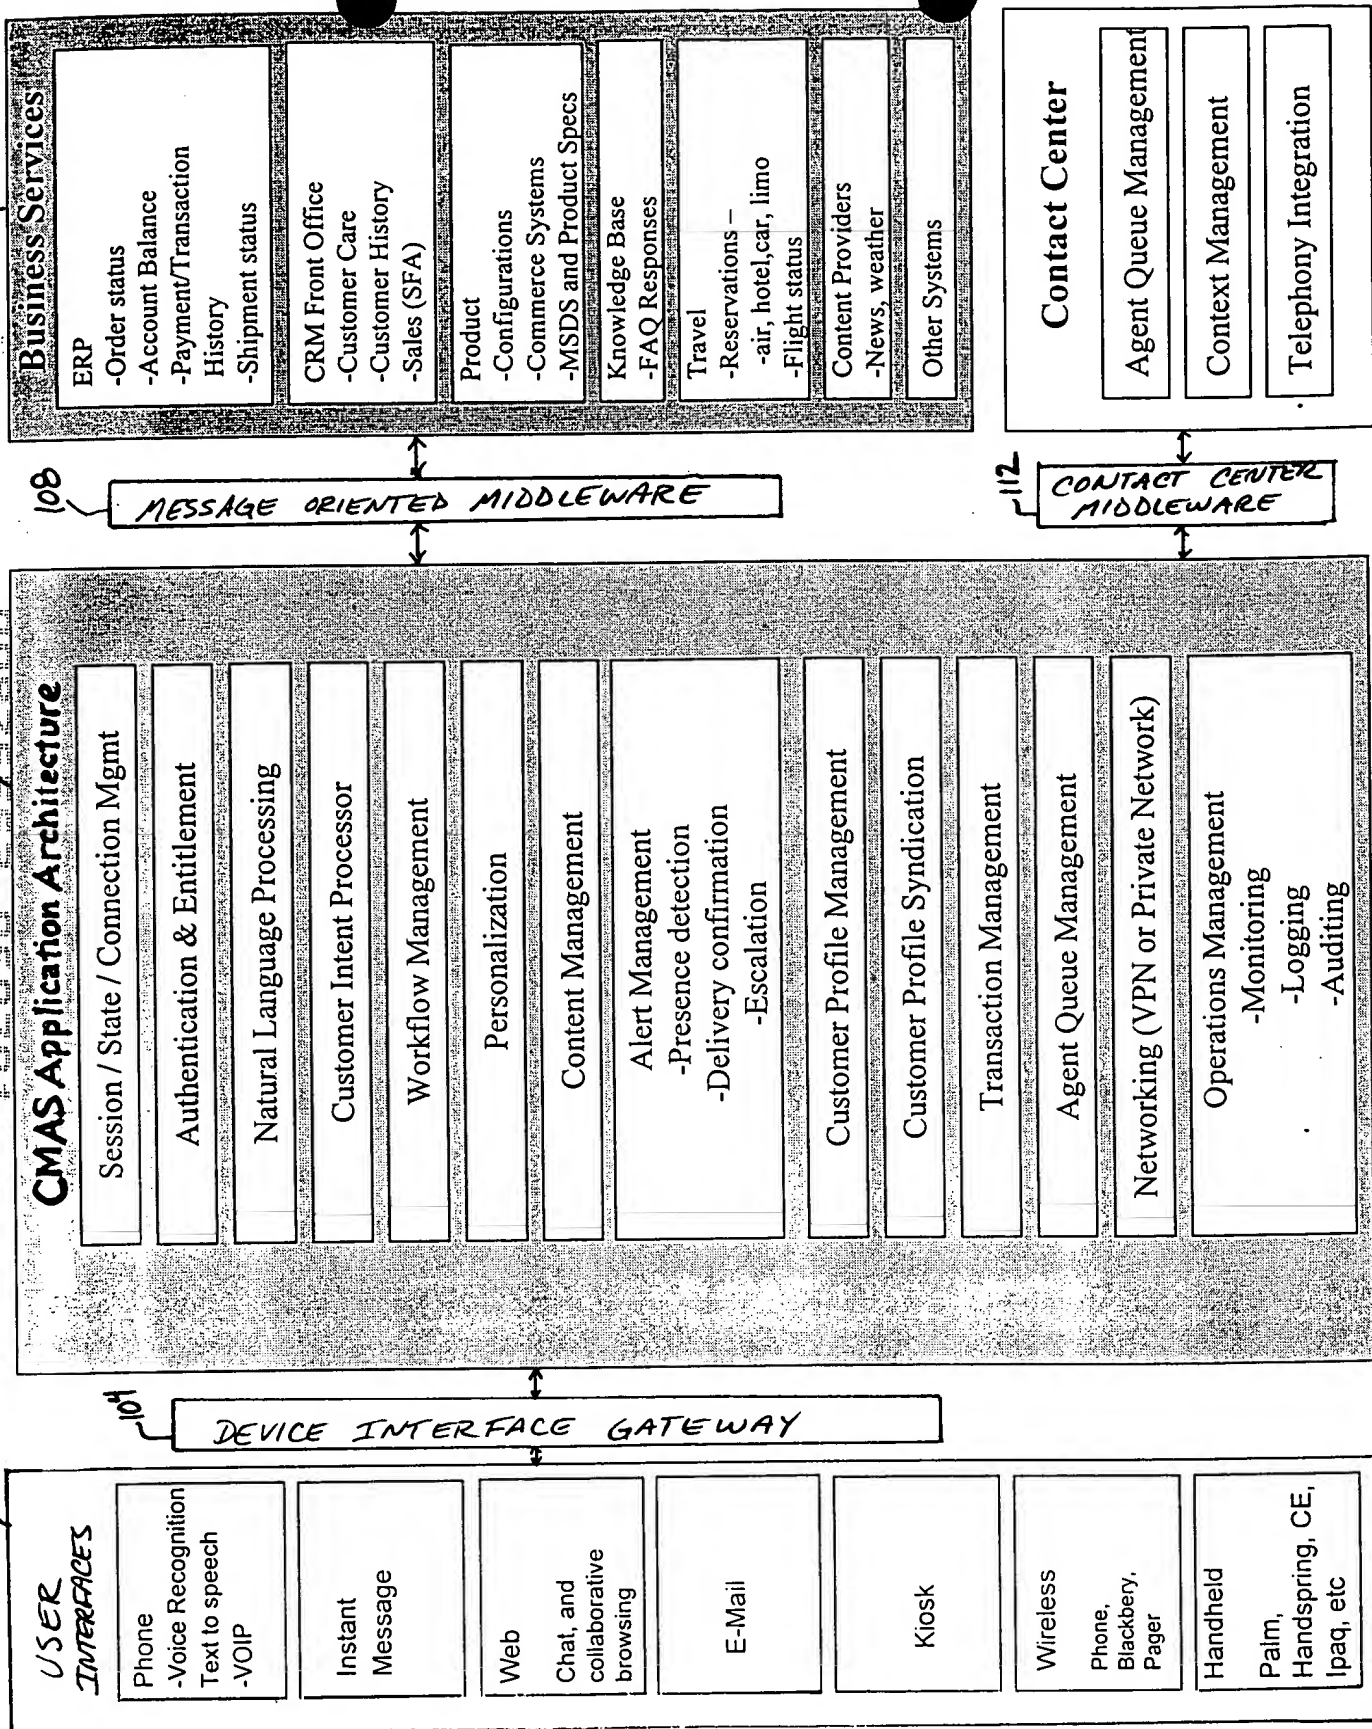 USER
INTERFACES
Phone
-Voice Recognition
Text to speech
-VOIP
Instant
Message
Web
Chat, and
collaborative
browsing
E-Mail
Kiosk
Wireless
Phone,
Blackbery,
Pager
Handheld
Palm,
Handspring, CE,
Ipaq, etc
104
DEVICE INTERFACE GATEWAY
CMAS Application Architecture
Session / State / Connection Mgmt
Authentication & Entitlement
Natural Language Processing
Customer Intent Processor
Workflow Management
Personalization
Content Management
Alert Management
-Presence detection
-Delivery confirmation
-Escalation
Customer Profile Management
Customer Profile Syndication
Transaction Management
Agent Queue Management
Networking (VPN or Private Network)
Operations Management
-Monitoring
-Logging
-Auditing
108
MESSAGE ORIENTED MIDDLEWARE
112
CONTACT CENTER
MIDDLEWARE
Business Services
ERP
-Order status
-Account Balance
-Payment/Transaction
History
-Shipment status
CRM Front Office
-Customer Care
-Customer History
-Sales (SFA)
Product
-Configurations
-Commerce Systems
-MSDS and Product Specs
Knowledge Base
-FAQ Responses
Travel
-Reservations –
-air, hotel,car, limo
-Flight status
Content Providers
-News, weather
Other Systems
Contact Center
Agent Queue Management
Context Management
Telephony Integration